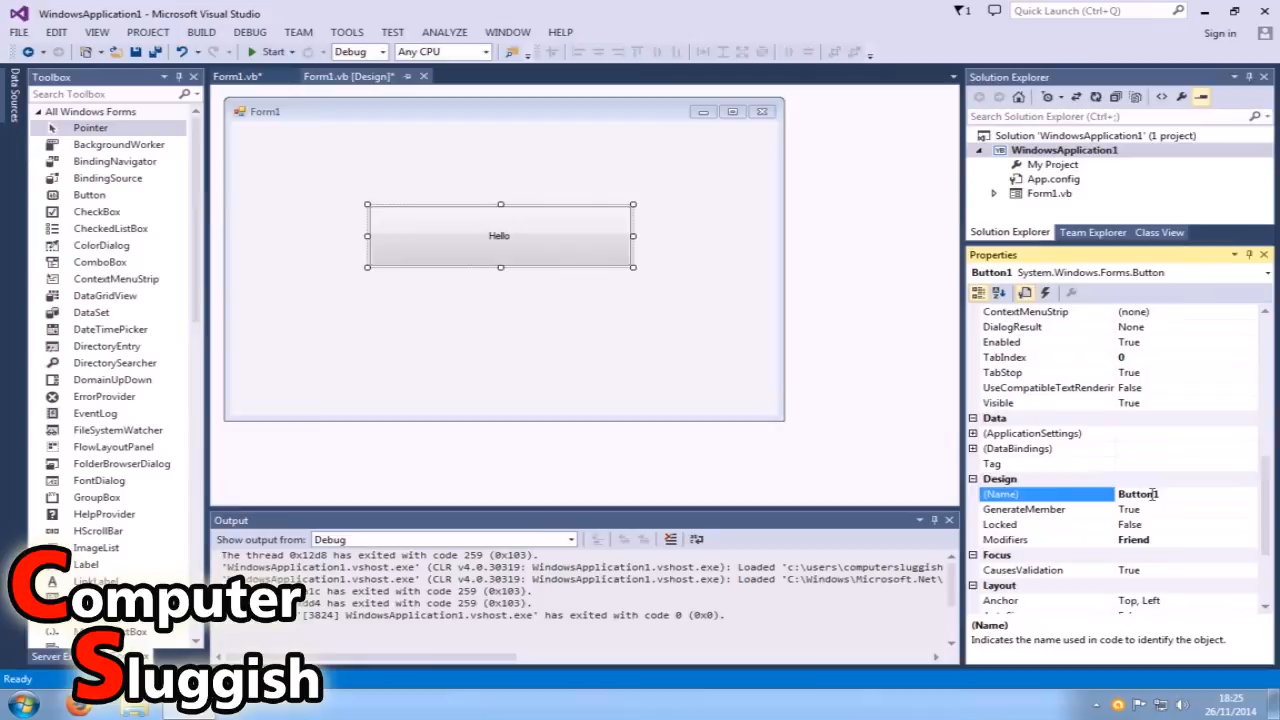 WindowsApplication1 - Microsoft Visual Studio
1
Quick Launch (Ctrl+Q)
FILE EDIT VIEW PROJECT BUILD DEBUG TEAM TOOLS TEST ANALYZE WINDOW HELP
Sign in
Start Debug Any CPU
Data Sources
Toolbox
Search Toolbox
All Windows Forms
Pointer
BackgroundWorker
BindingNavigator
BindingSource
Button
CheckBox
CheckedListBox
ColorDialog
ComboBox
ContextMenuStrip
DataGridView
DataSet
DateTimePicker
DirectoryEntry
DirectorySearcher
DomainUpDown
ErrorProvider
EventLog
FileSystemWatcher
FlowLayoutPanel
FolderBrowserDialog
FontDialog
GroupBox
HelpProvider
HScrollBar
ImageList
Label
Form1.vb* Form1.vb [Design]*
Form1
Hello
Output
Show output from: Debug
The thread 0x12d8 has exited with code 259 (0x103).
'WindowsApplication1.vshost.exe' (CLR v4.0.30319: WindowsApplication1.vshost.exe): Loaded 'c:\users\computersluggish
'WindowsApplication1.vshost.exe' (CLR v4.0.30319: WindowsApplication1.vshost.exe): Loaded 'C:\Windows\Microsoft.Net\
has exited with code 259 (0x103).
has exited with code 259 (0x103).
[3824] WindowsApplication1.vshost.exe' has exited with code 0 (0x0).
Solution Explorer
Search Solution Explorer (Ctrl+;)
Solution 'WindowsApplication1' (1 project)
WindowsApplication1
My Project
App.config
Form1.vb
Solution Explorer Team Explorer Class View
Properties
Button1 System.Windows.Forms.Button
ContextMenuStrip (none)
DialogResult None
Enabled True
TabIndex 0
TabStop True
UseCompatibleTextRenderir False
Visible True
Data
(ApplicationSettings)
(DataBindings)
Tag
Design
(Name) Button1
GenerateMember True
Locked False
Modifiers Friend
Focus
CausesValidation True
Layout
Anchor Top, Left
(Name)
Indicates the name used in code to identify the object.
Computer
Sluggish
Ready
18:25
26/11/2014